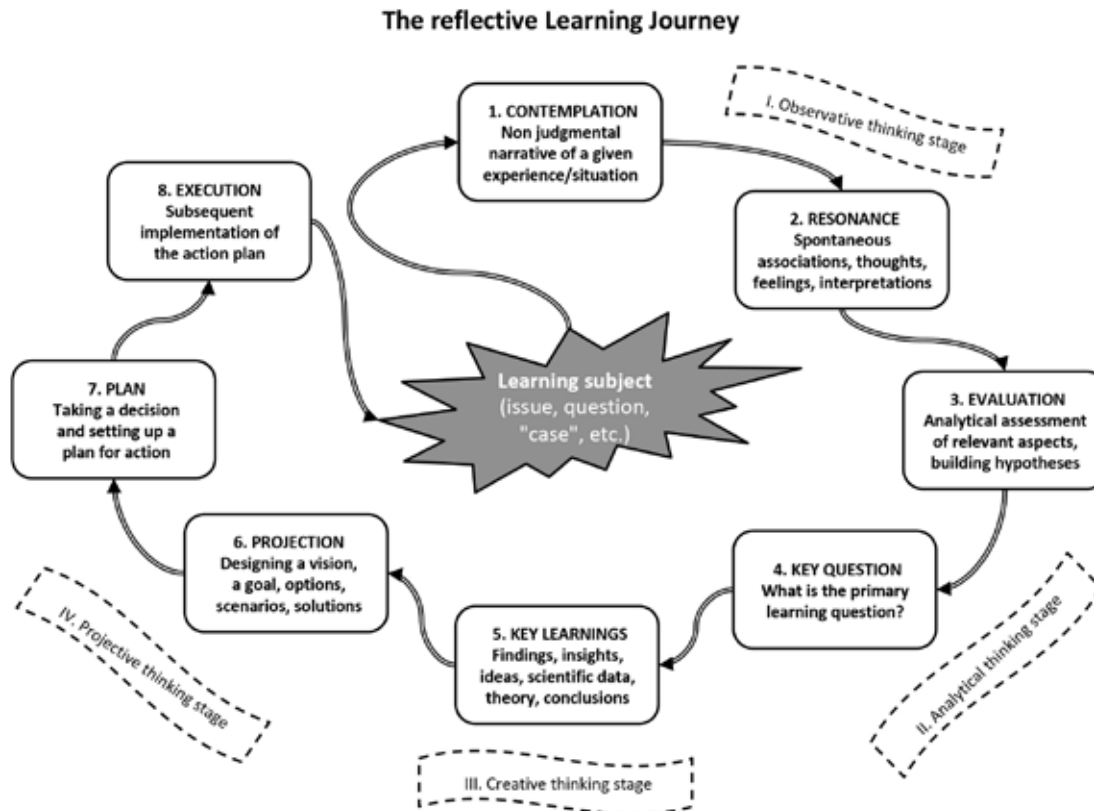 The reflective Learning Journey
1. CONTEMPLATION
Non judgmental
narrative of a given
experience/situation
I. Observative thinking stage
2. RESONANCE
Spontaneous
associations, thoughts,
feelings, interpretations
3. EVALUATION
Analytical assessment
of relevant aspects,
building hypotheses
II. Analytical thinking stage
4. KEY QUESTION
What is the primary
learning question?
5. KEY LEARNINGS
Findings, insights,
ideas, scientific data,
theory, conclusions
III. Creative thinking stage
6. PROJECTION
Designing a vision,
a goal, options,
scenarios, solutions
IV. Projective thinking stage
7. PLAN
Taking a decision
and setting up a
plan for action
8. EXECUTION
Subsequent
implementation of
the action plan
Learning subject
(issue, question,
"case", etc.)